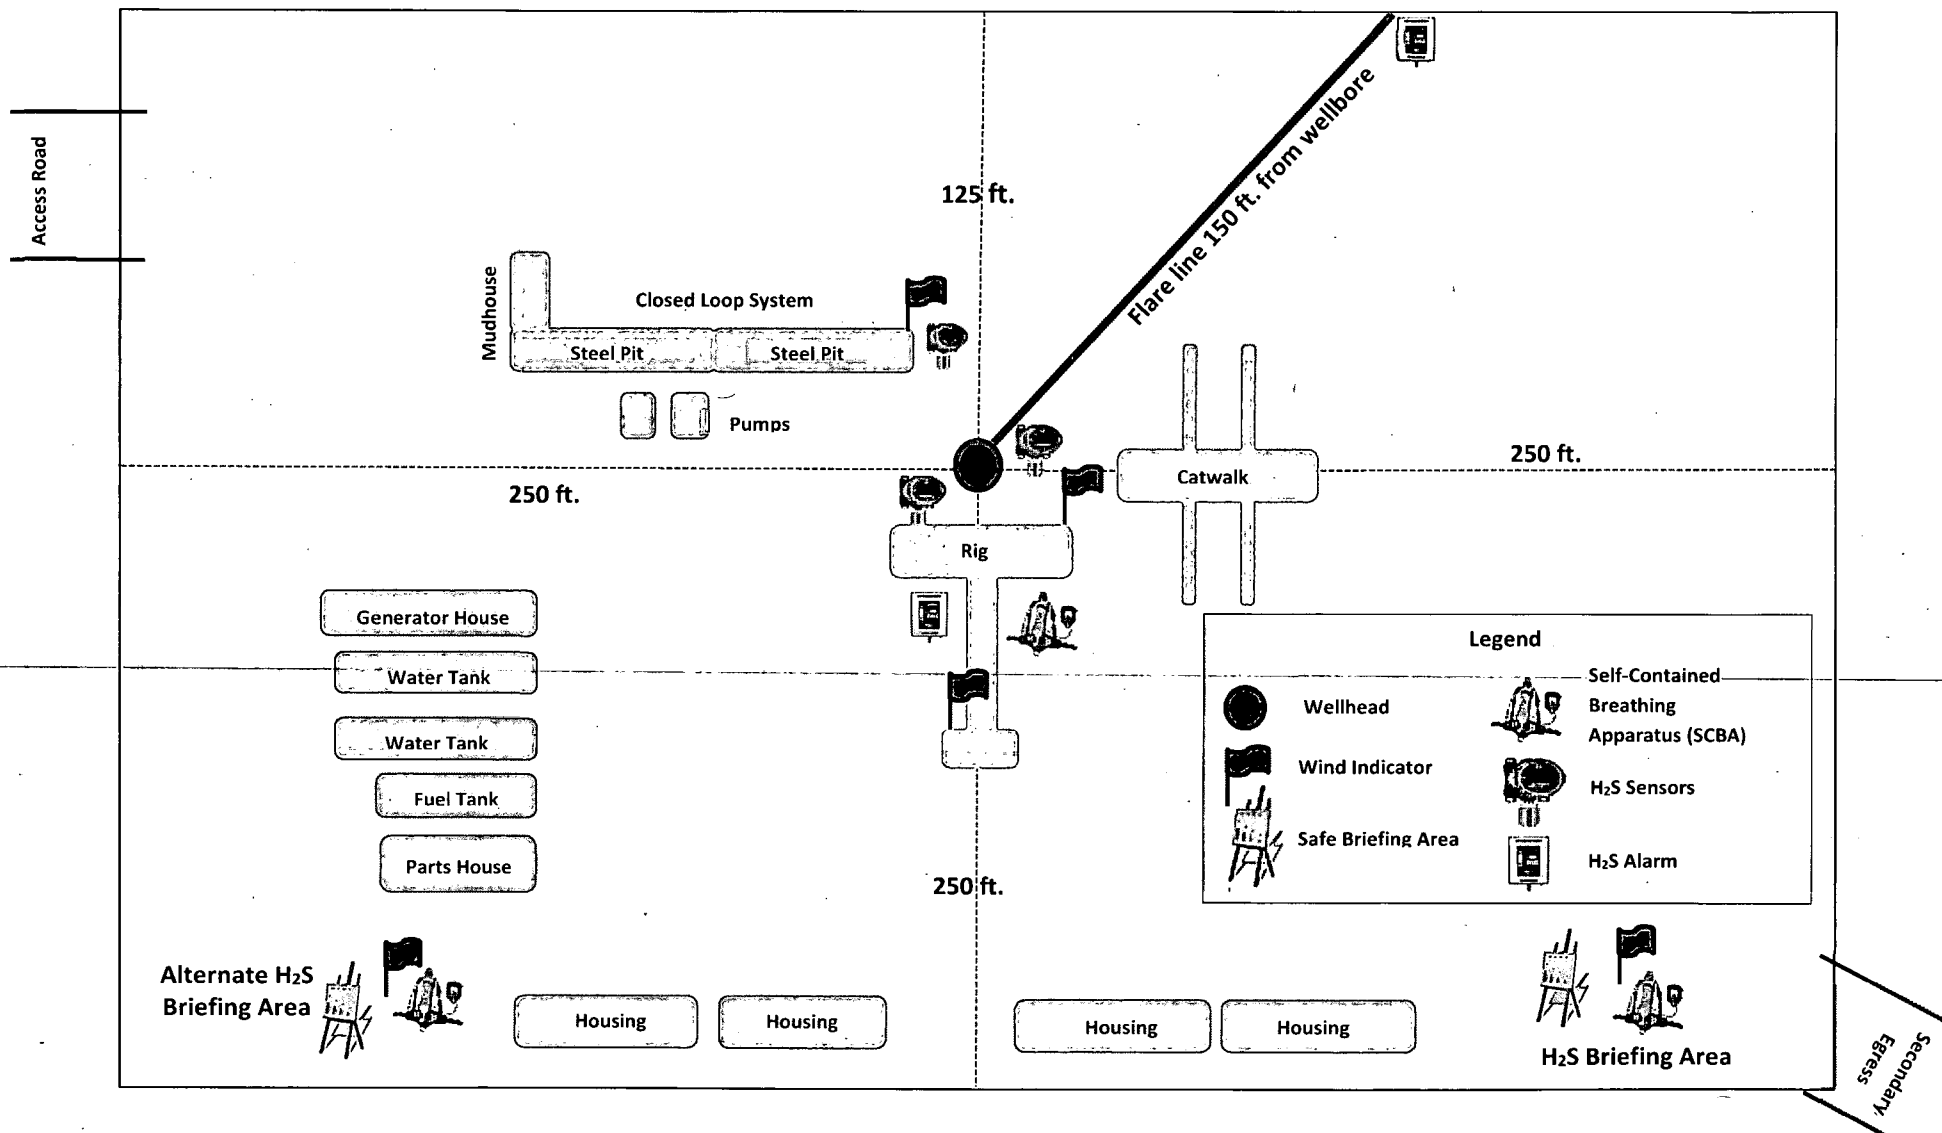 Access Road
125 ft.
Flare line 150 ft. from wellbore
Mudhouse
Closed Loop System
Steel Pit
Steel Pit
Pumps
250 ft.
250 ft.
Catwalk
Rig
Generator House
Water Tank
Water Tank
Fuel Tank
Parts House
250 ft.
Legend
Wellhead
Wind Indicator
Safe Briefing Area
Self-Contained
Breathing
Apparatus (SCBA)
H2S Sensors
H2S Alarm
Alternate H2S
Briefing Area
Housing
Housing
Housing
Housing
H2S Briefing Area
Secondary
Egress